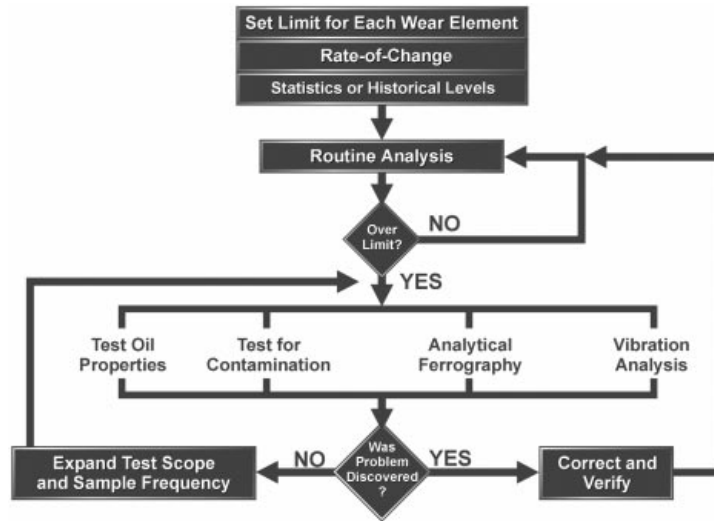 Set Limit for Each Wear Element
Rate-of-Change
Statistics or Historical Levels
Routine Analysis
Over
Limit?
NO
YES
Test Oil
Properties
Test for
Contamination
Analytical
Ferrography
Vibration
Analysis
Expand Test Scope
and Sample Frequency
NO
Was
Problem
Discovered
?
YES
Correct and
Verify